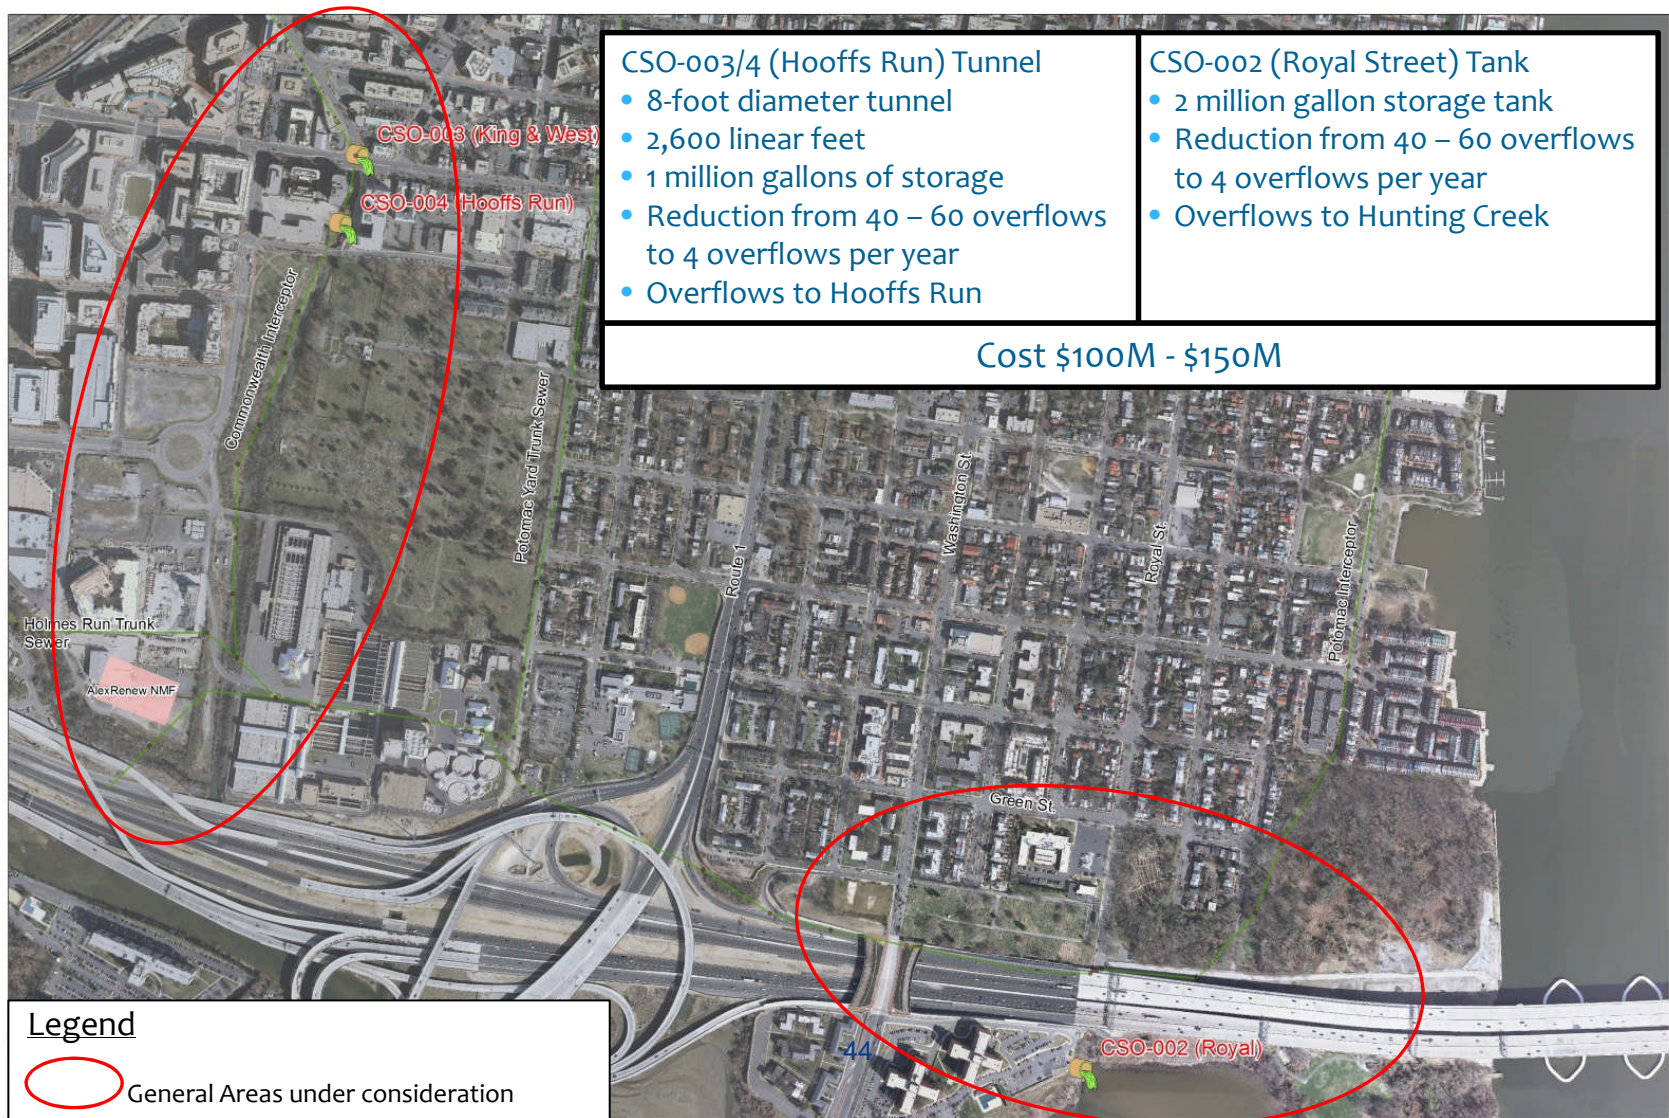 CSO-003/4 (Hooffs Run) Tunnel
• 8-foot diameter tunnel
• 2,600 linear feet
• 1 million gallons of storage
• Reduction from 40 – 60 overflows
to 4 overflows per year
• Overflows to Hooffs Run
CSO-002 (Royal Street) Tank
• 2 million gallon storage tank
• Reduction from 40 – 60 overflows
to 4 overflows per year
• Overflows to Hunting Creek
Cost $100M - $150M
CSO-003 (King & West)
CSO-004 (Hooffs Run)
Commonwealth Interceptor
Potomac Yard Trunk Sewer
Route 1
Washington St.
Royal St.
Potomac Interceptor
Holmes Run Trunk
Sewer
AlexRenew NMF
Green St.
CSO-002 (Royal)
44
Legend
General Areas under consideration